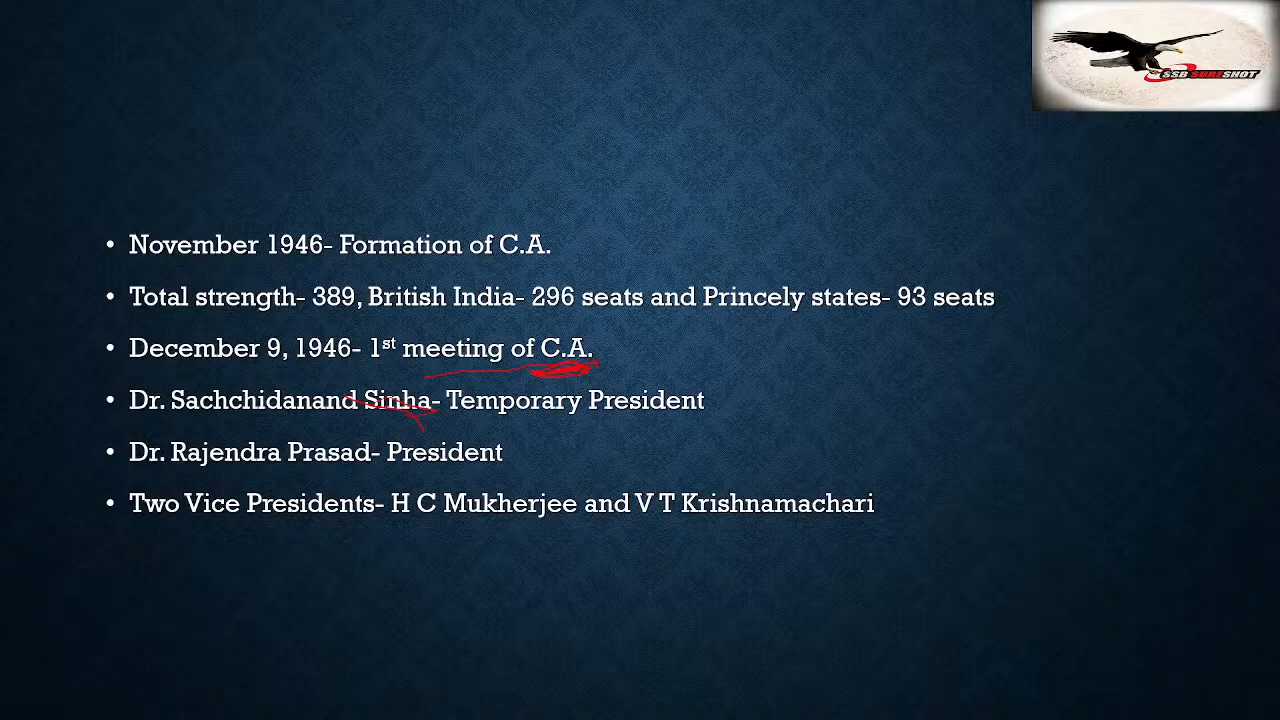 SSB SURESHOT
• November 1946- Formation of C.A.
• Total strength- 389, British India- 296 seats and Princely states- 93 seats
• December 9, 1946- 1st meeting of C.A.
• Dr. Sachchidanand Sinha- Temporary President
• Dr. Rajendra Prasad- President
• Two Vice Presidents- H C Mukherjee and V T Krishnamachari